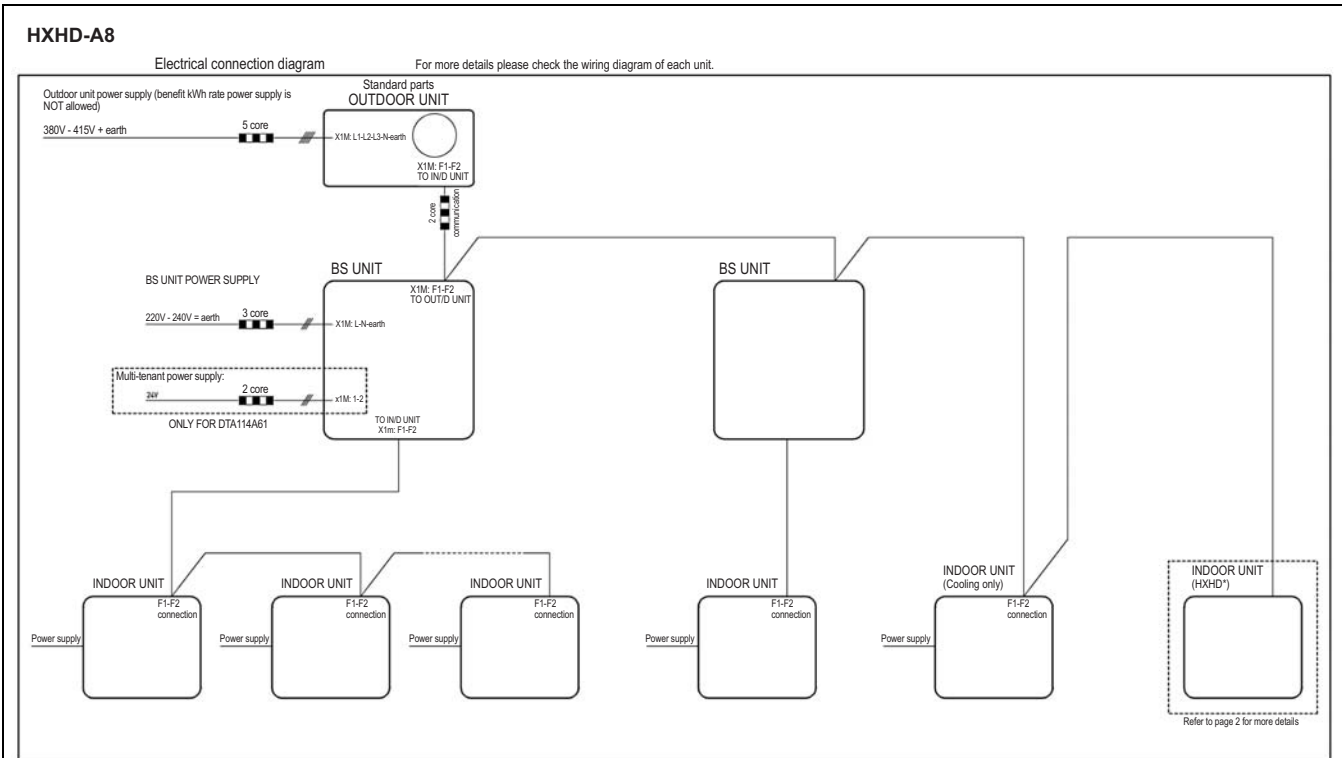 HXHD-A8
Electrical connection diagram
For more details please check the wiring diagram of each unit.
Outdoor unit power supply (benefit kWh rate power supply is
NOT allowed)
380V - 415V + earth
5 core
Standard parts
OUTDOOR UNIT
X1M: L1-L2-L3-N-earth
X1M: F1-F2
TO IN/D UNIT
2 core
communication
BS UNIT POWER SUPPLY
220V - 240V = aerth
3 core
BS UNIT
X1M: F1-F2
TO OUT/D UNIT
X1M: L-N-earth
Multi-tenant power supply:
24V
2 core
x1M: 1-2
ONLY FOR DTA114A61
TO IN/D UNIT
X1m: F1-F2
BS UNIT
INDOOR UNIT
F1-F2
connection
Power supply
INDOOR UNIT
F1-F2
connection
Power supply
INDOOR UNIT
F1-F2
connection
Power supply
INDOOR UNIT
F1-F2
connection
Power supply
INDOOR UNIT
(Cooling only)
F1-F2
connection
Power supply
INDOOR UNIT
(HXHD*)
Refer to page 2 for more details